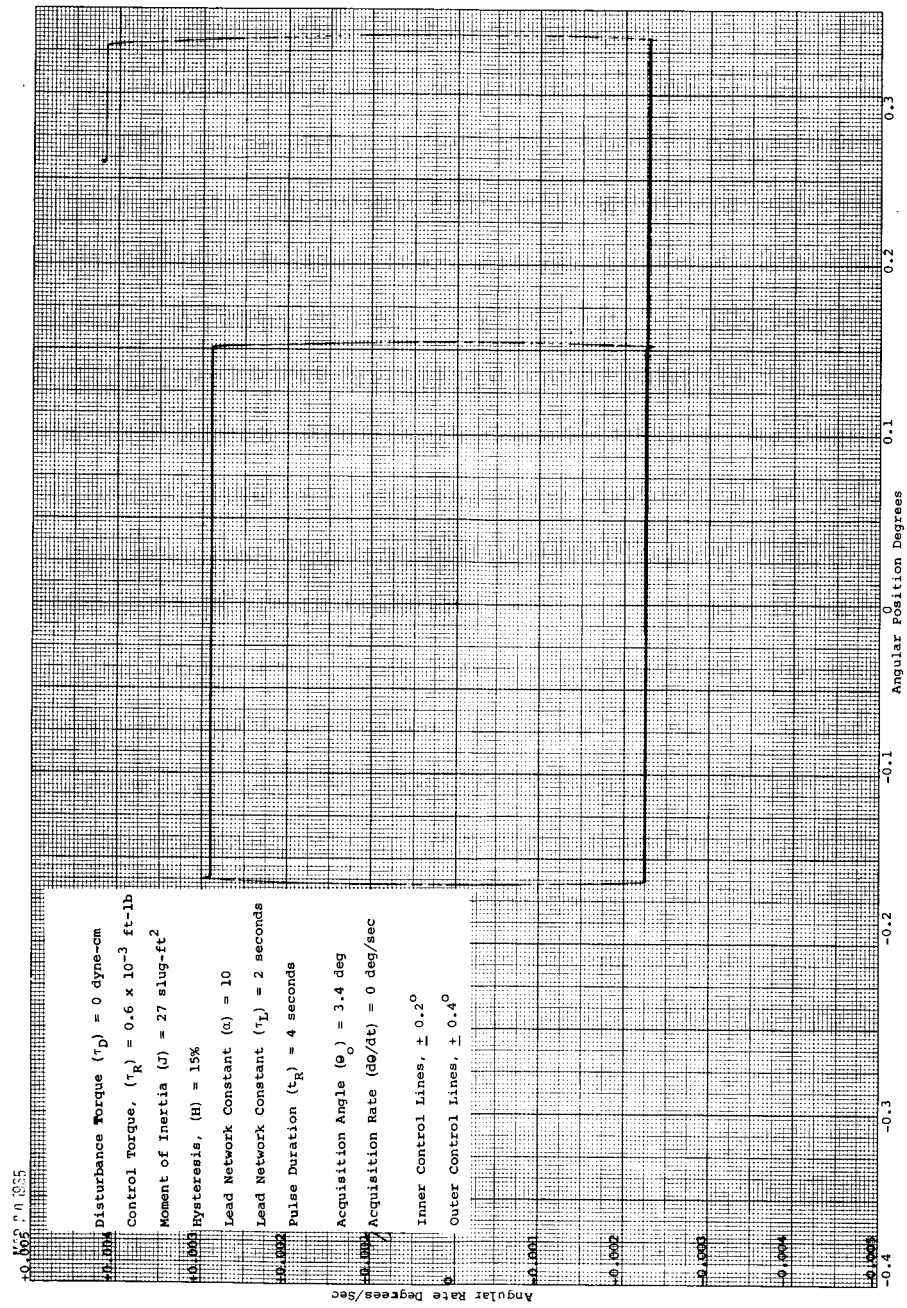 Disturbance Torque (τD) = 0 dyne-cm
Control Torque, (τR) = 0.6 x 10⁻³ ft-lb
Moment of Inertia (J) = 27 slug-ft²
Hysteresis, (H) = 15%
Lead Network Constant (α) = 10
Lead Network Constant (τL) = 2 seconds
Pulse Duration (tR) = 4 seconds
Acquisition Angle (θo) = 3.4 deg
Acquisition Rate (dθ/dt) = 0 deg/sec
Inner Control Lines, ± 0.2°
Outer Control Lines, ± 0.4°
Angular Rate Degrees/Sec
+0.005
+0.004
+0.003
+0.002
+0.001
0
-0.001
-0.002
-0.003
-0.004
-0.005
-0.4
-0.3
-0.2
-0.1
0
0.1
0.2
0.3
Angular Position Degrees